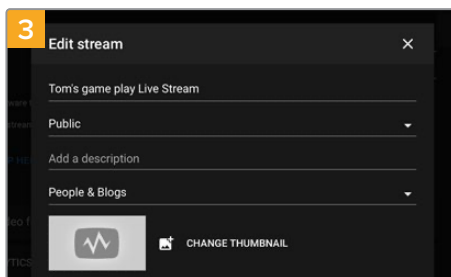 3
Edit stream
Tom's game play Live Stream
Public
Add a description
People & Blogs
CHANGE THUMBNAIL